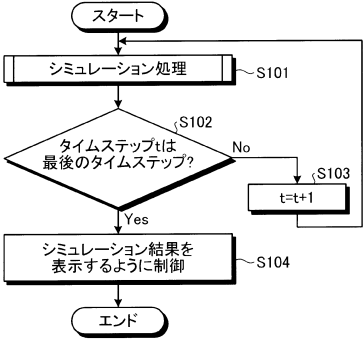 スタート
シミュレーション処理
S101
タイムステップtは
最後のタイムステップ?
S102
No
t=t+1
S103
Yes
シミュレーション結果を
表示するように制御
S104
エンド